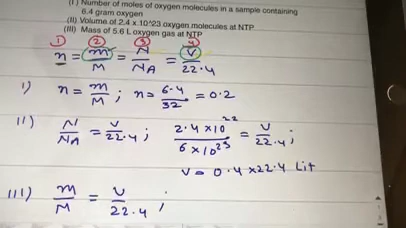 (I) Number of moles of oxygen molecules in a sample containing
6.4 gram oxygen
(II) Volume of 2.4 x 10^23 oxygen molecules at NTP
(III) Mass of 5.6 L oxygen gas at NTP
① ② ③ ④
n = m/M = N/NA = V/22.4
I) n = m/M ; n = 6.4/32 = 0.2
II) N/NA = V/22.4 ; 2.4 x 10^23/6 x 10^23 = V/22.4 ;
V = 0.4 x 22.4 Lit
III) m/M = V/22.4 ;